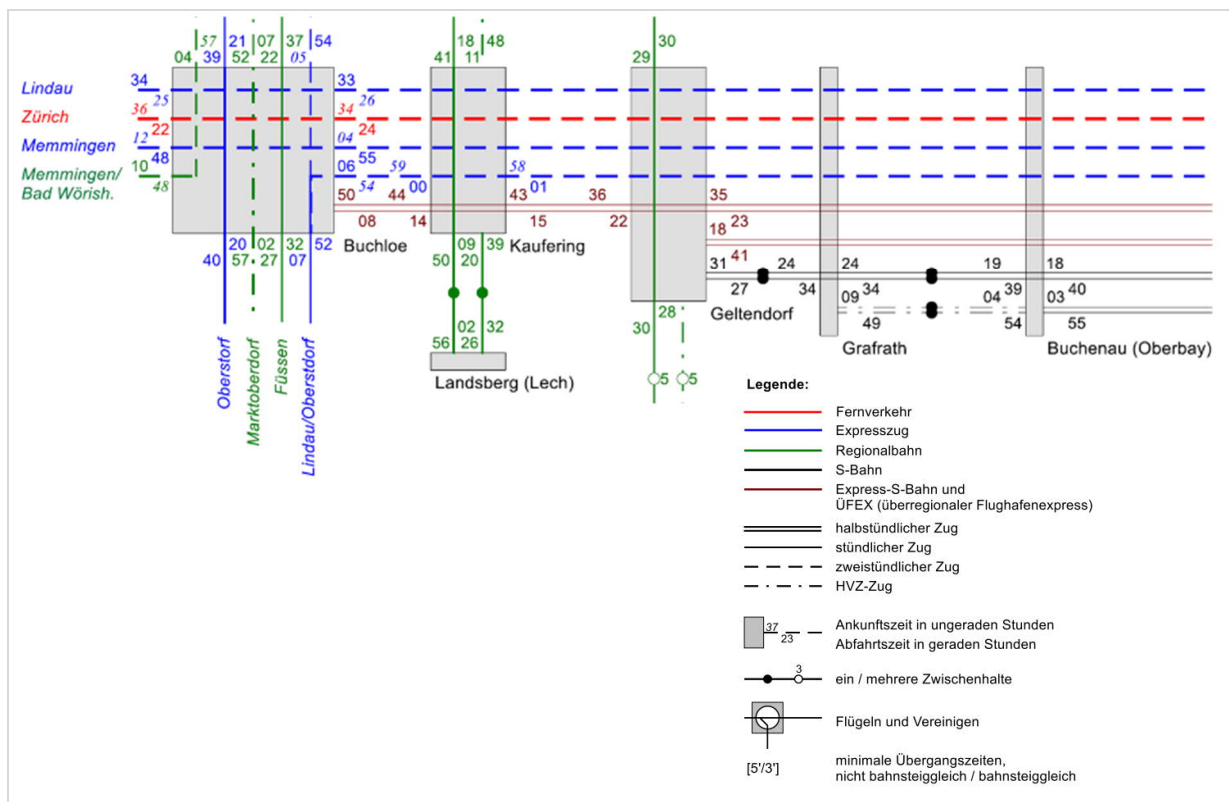 57 21 07 37 54
04 39 52 22 05
18 48
41 11
30
29
Lindau 34 33
25 26
Zürich 36 34
22 24
Memmingen 12 04
48 55
Memmingen/ 10 06 59 58
Bad Wörish. 48 54 00 01
50 44 43 36 35
08 14 15 22 23
18
41
20 02 32 52 Buchloe 09 39 Kaufering
40 57 27 07 50 20
31 24 24 19 18
27 34 34 39 40
09 04 03
49 54 55
28 Geltendorf
30
Grafrath
Buchenau (Oberbay)
02 32
56 26
Landsberg (Lech)
5 5
Oberstorf
Marktoberdorf
Füssen
Lindau/Oberstdorf
Legende:
Fernverkehr
Expresszug
Regionalbahn
S-Bahn
Express-S-Bahn und
ÜFEX (überregionaler Flughafenexpress)
halbstündlicher Zug
stündlicher Zug
zweistündlicher Zug
HVZ-Zug
37 Ankunftszeit in ungeraden Stunden
23 Abfahrtszeit in geraden Stunden
3
ein / mehrere Zwischenhalte
Flügeln und Vereinigen
[5'/3'] minimale Übergangszeiten,
nicht bahnsteiggleich / bahnsteiggleich